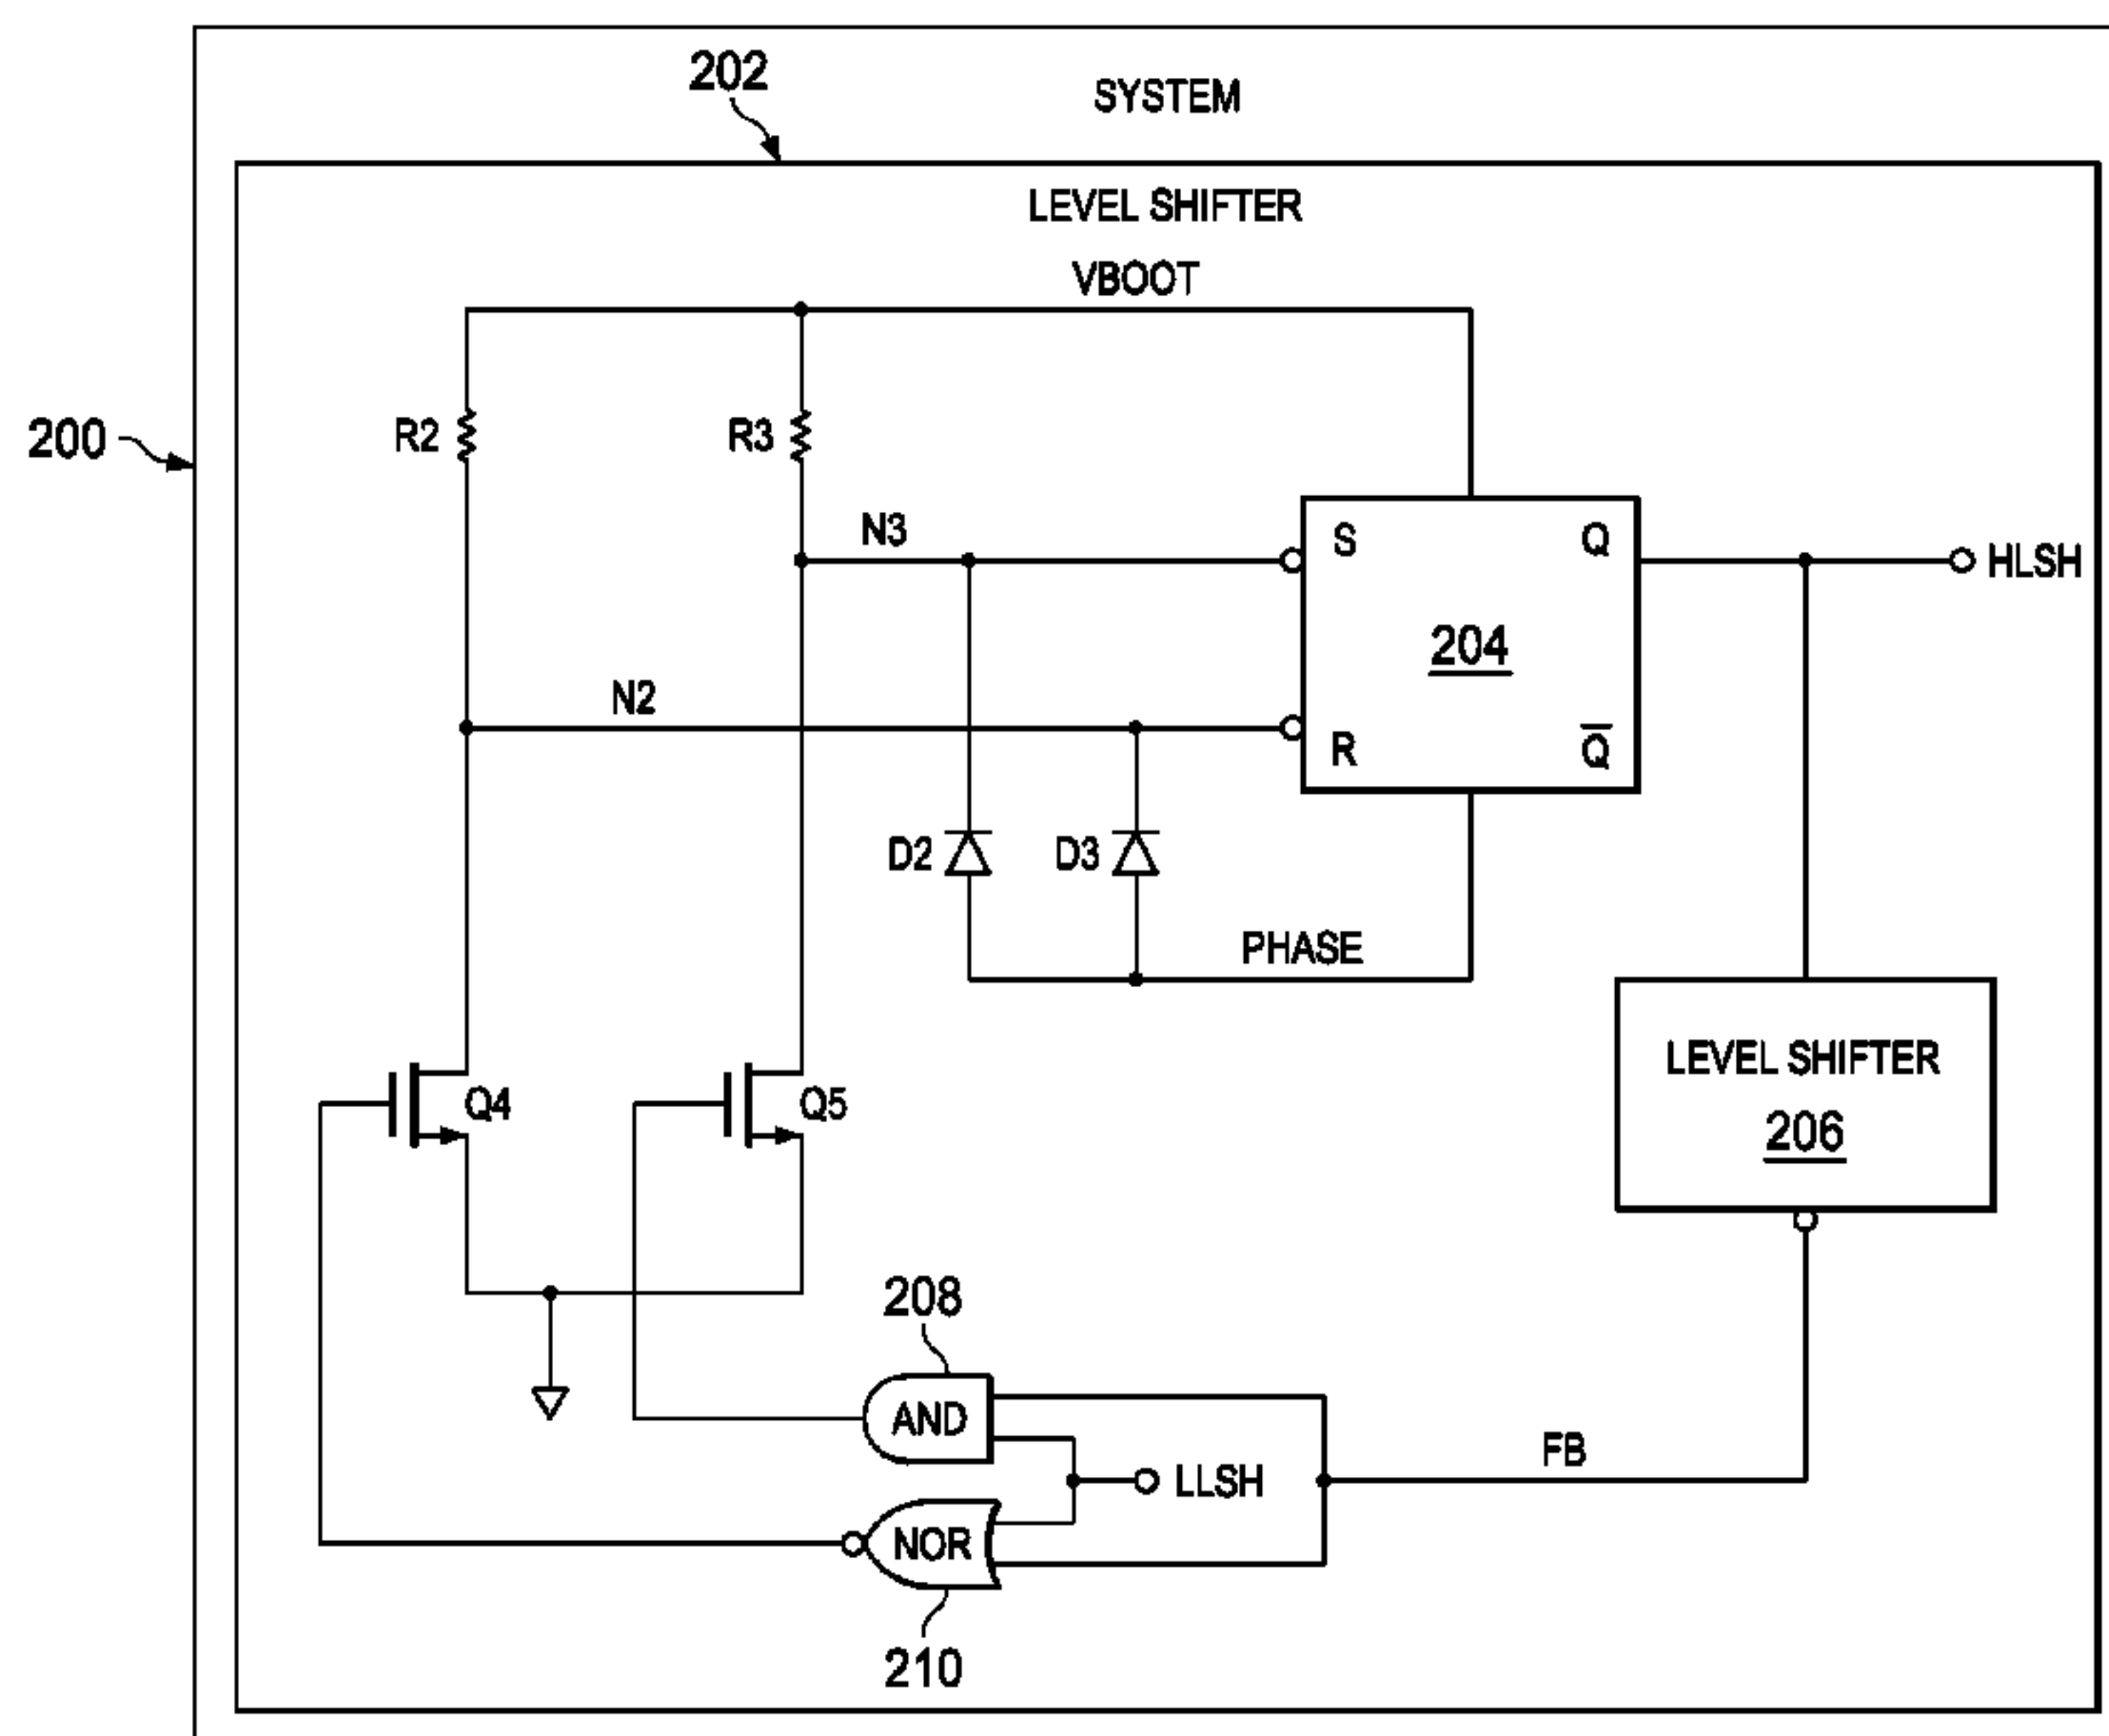 202
SYSTEM
LEVEL SHIFTER
VBOOT
200
R2
R3
N3
S
Q
HLSH
204
N2
R
Q̅
D2
D3
PHASE
LEVEL SHIFTER
206
Q4
Q5
208
AND
FB
LLSH
NOR
210